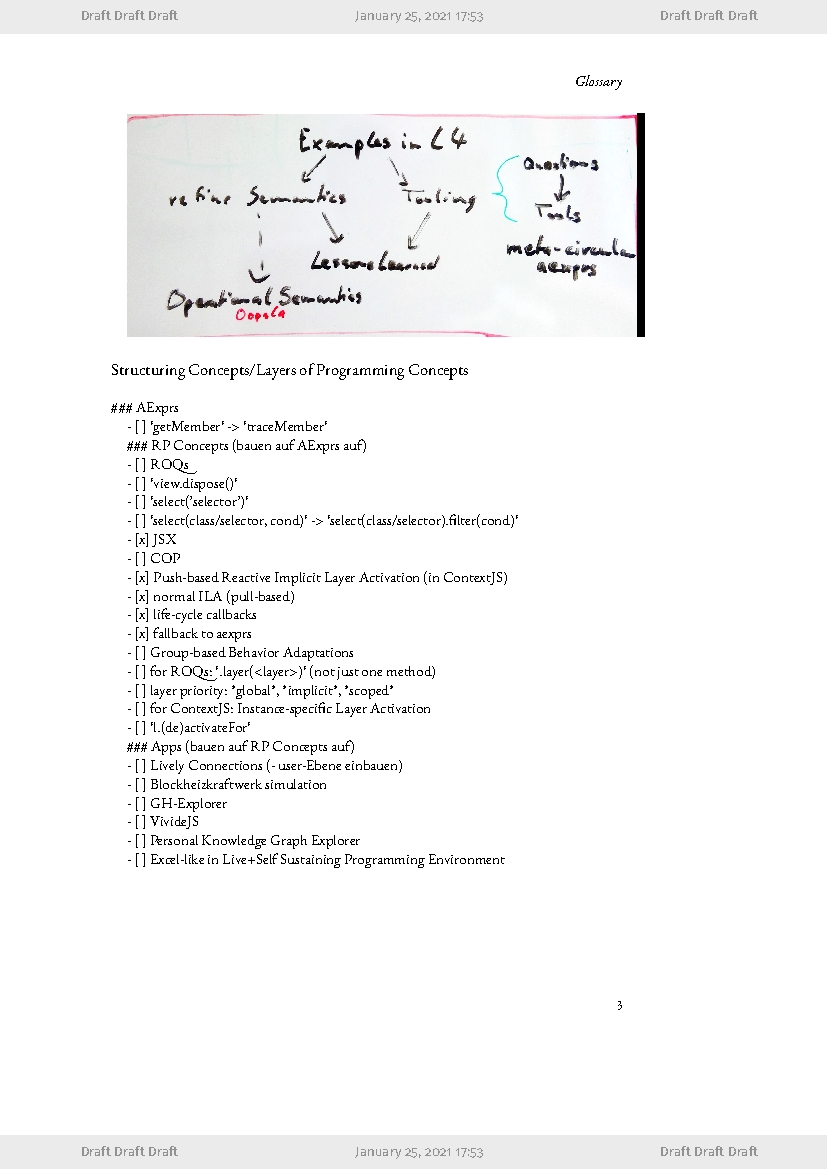 Draft Draft Draft January 25, 2021 17:53 Draft Draft Draft
Glossary
Examples in L4
refine Semantics Tooling Questions
Tools
Lessons Learned meta-circular
aexprs
Operational Semantics
Oopsla
Structuring Concepts/Layers of Programming Concepts
### AExprs
- [ ] 'getMember' -> 'traceMember'
### RP Concepts (bauen auf AExprs auf)
- [ ] ROQs
- [ ] 'view.dispose()'
- [ ] 'select('selector')'
- [ ] 'select(class/selector, cond)' -> 'select(class/selector).filter(cond)'
- [x] JSX
- [ ] COP
- [x] Push-based Reactive Implicit Layer Activation (in ContextJS)
- [x] normal ILA (pull-based)
- [x] life-cycle callbacks
- [x] fallback to aexprs
- [ ] Group-based Behavior Adaptations
- [ ] for ROQs: '.layer(<layer>)' (not just one method)
- [ ] layer priority: *global*, *implicit*, *scoped*
- [ ] for ContextJS: Instance-specific Layer Activation
- [ ] 'l.(de)activateFor'
### Apps (bauen auf RP Concepts auf)
- [ ] Lively Connections (- user-Ebene einbauen)
- [ ] Blockheizkraftwerk simulation
- [ ] GH-Explorer
- [ ] VivideJS
- [ ] Personal Knowledge Graph Explorer
- [ ] Excel-like in Live+Self Sustaining Programming Environment
3
Draft Draft Draft January 25, 2021 17:53 Draft Draft Draft